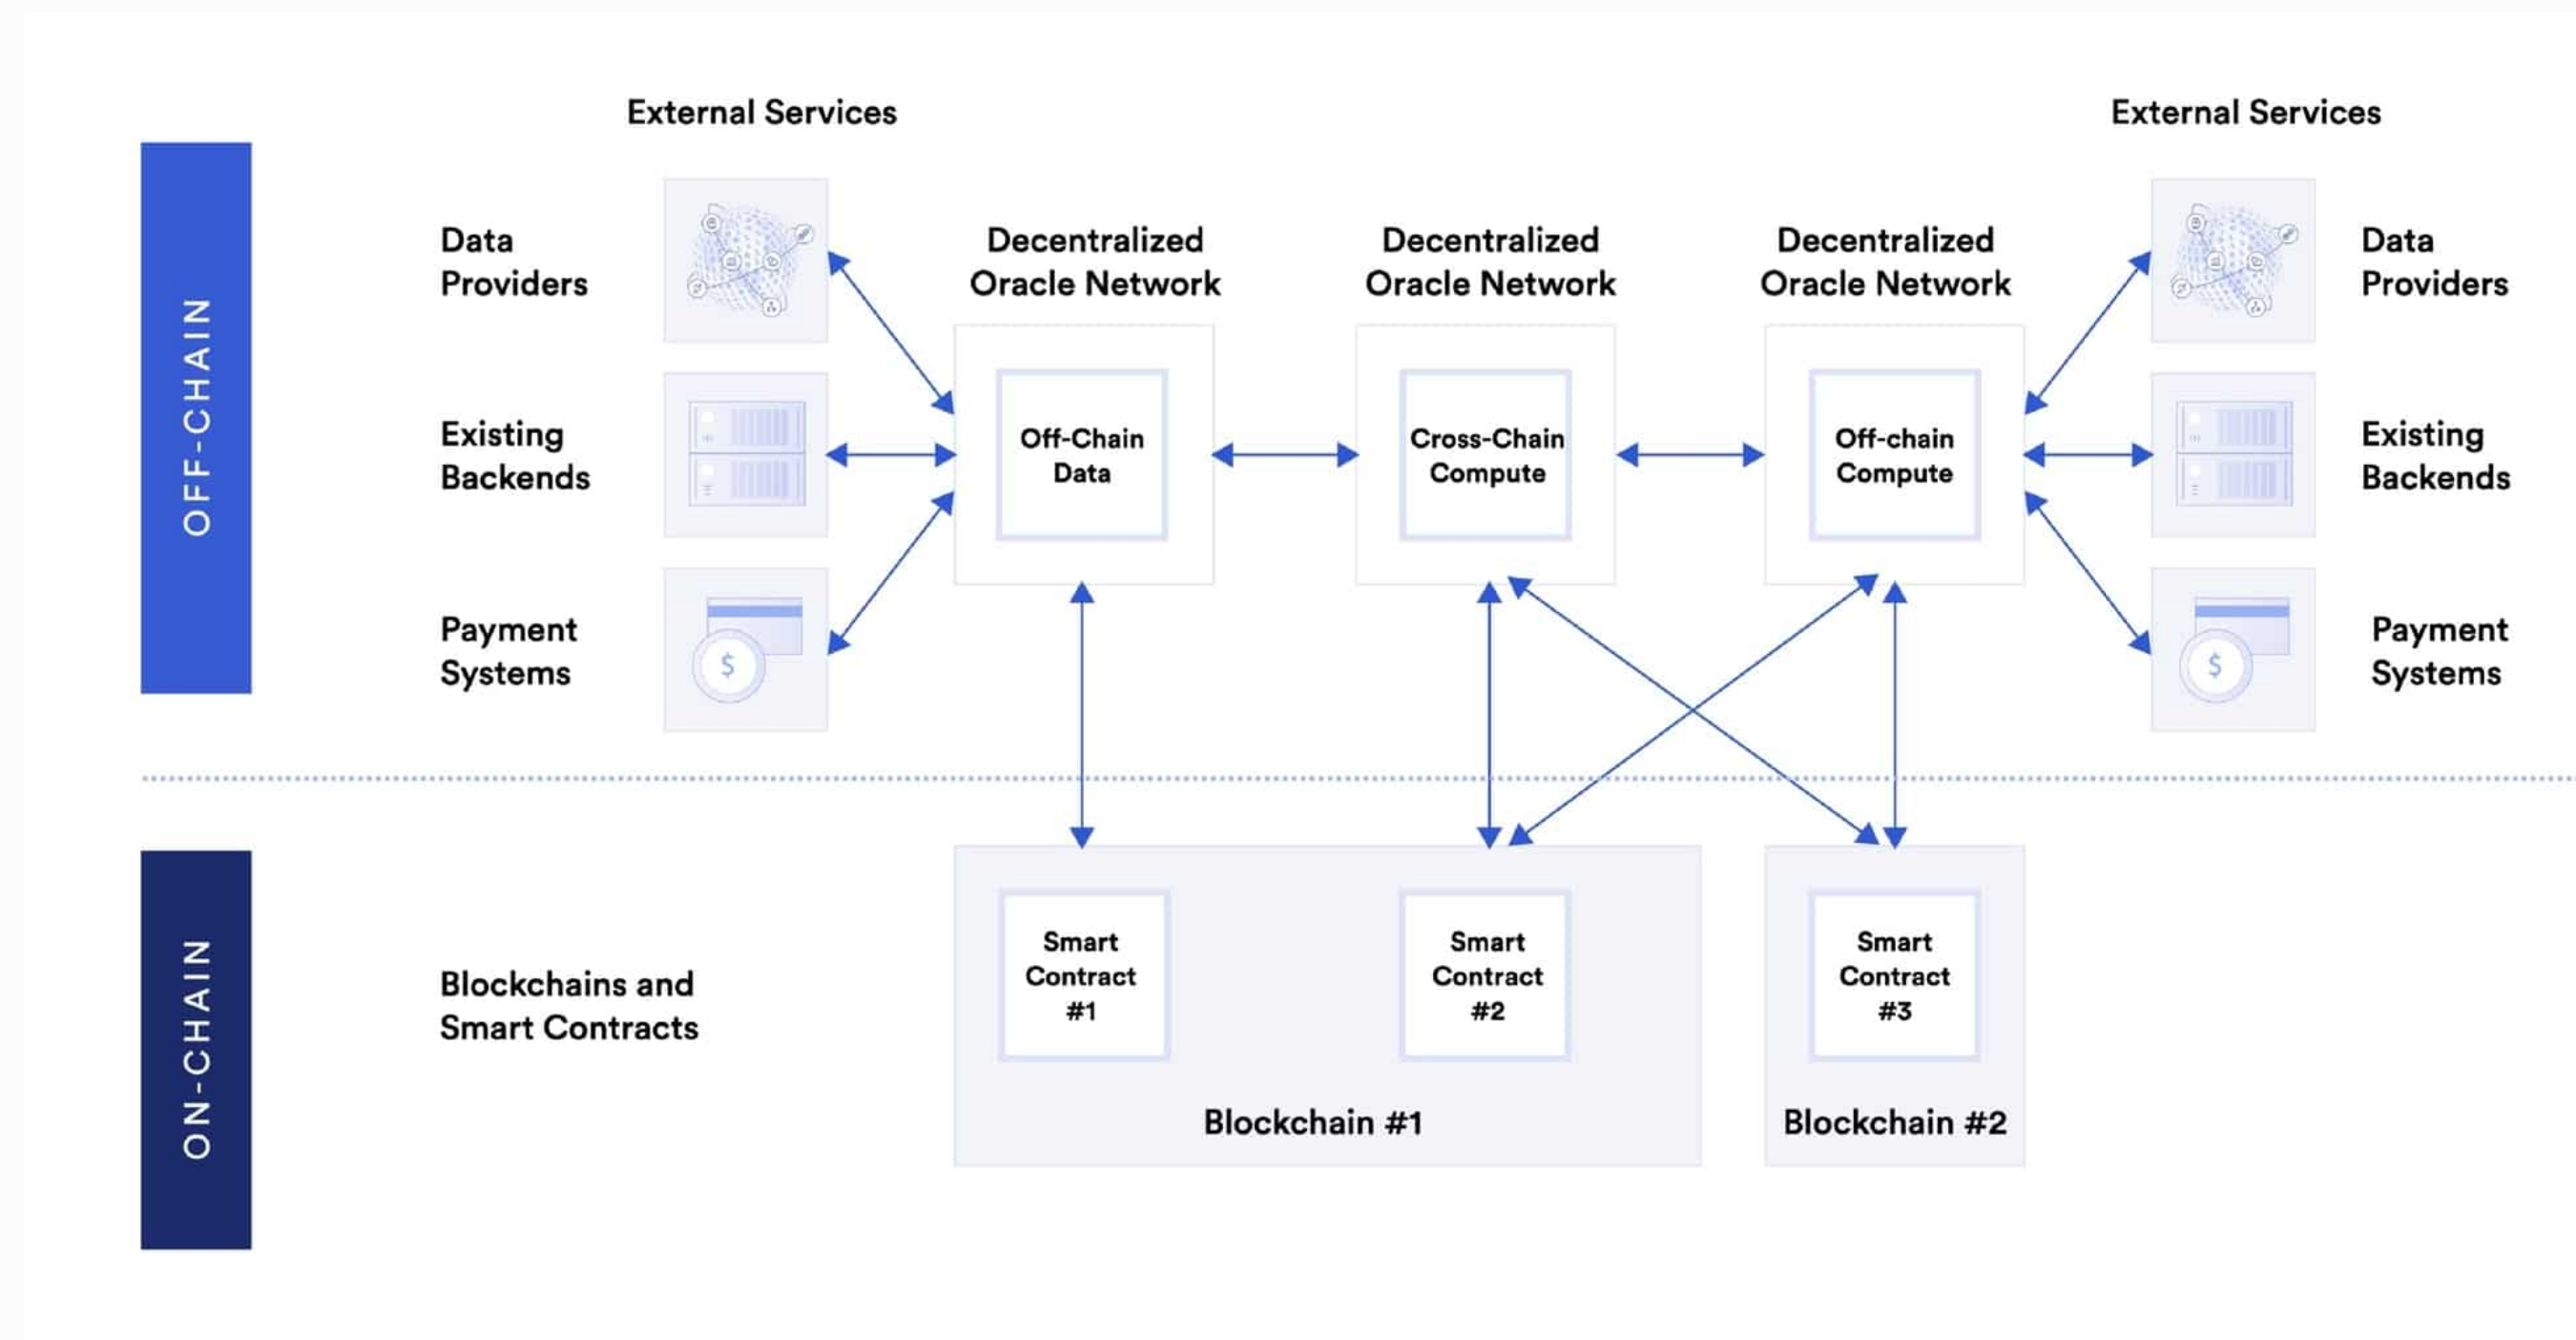 External Services
External Services
OFF-CHAIN
Data
Providers
Existing
Backends
Payment
Systems
Decentralized
Oracle Network
Off-Chain
Data
Decentralized
Oracle Network
Cross-Chain
Compute
Decentralized
Oracle Network
Off-chain
Compute
Data
Providers
Existing
Backends
Payment
Systems
$
$
ON-CHAIN
Blockchains and
Smart Contracts
Smart
Contract
#1
Smart
Contract
#2
Blockchain #1
Smart
Contract
#3
Blockchain #2